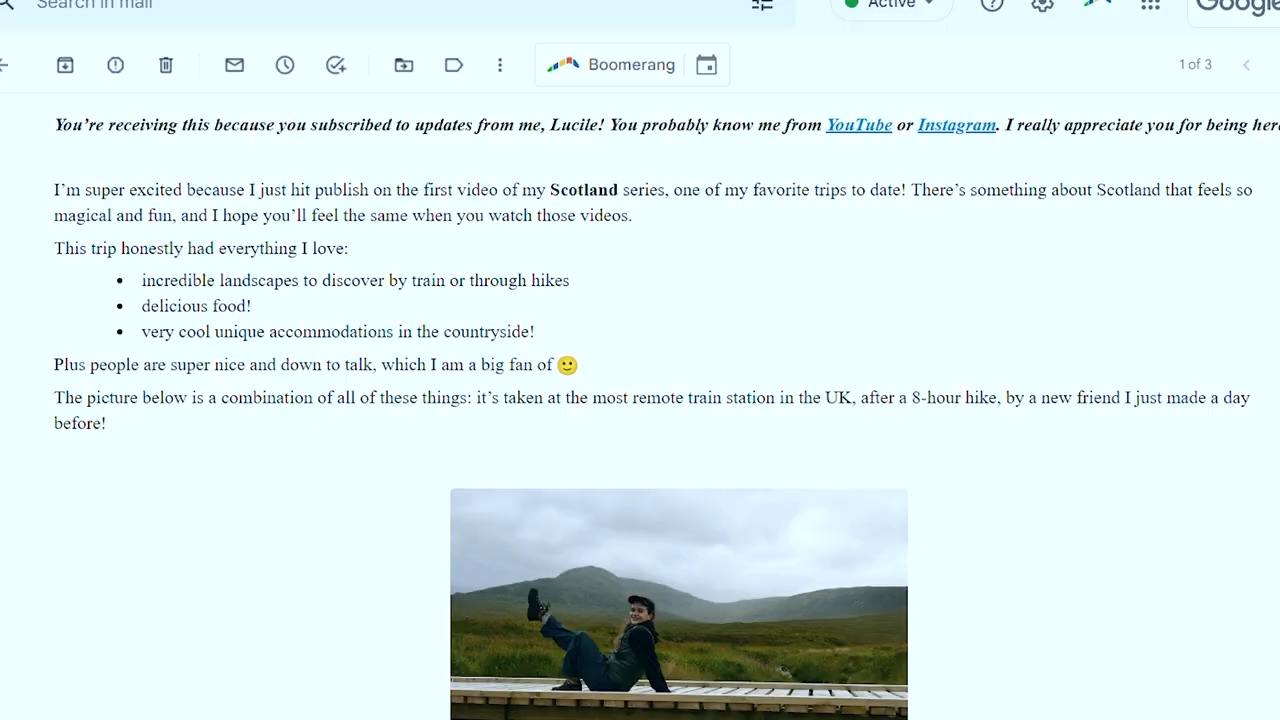 Search in mail
Active
Google
Boomerang
1 of 3
You’re receiving this because you subscribed to updates from me, Lucile! You probably know me from YouTube or Instagram. I really appreciate you for being here
I’m super excited because I just hit publish on the first video of my Scotland series, one of my favorite trips to date! There’s something about Scotland that feels so
magical and fun, and I hope you’ll feel the same when you watch those videos.
This trip honestly had everything I love:
• incredible landscapes to discover by train or through hikes
• delicious food!
• very cool unique accommodations in the countryside!
Plus people are super nice and down to talk, which I am a big fan of 🙂
The picture below is a combination of all of these things: it’s taken at the most remote train station in the UK, after a 8-hour hike, by a new friend I just made a day
before!